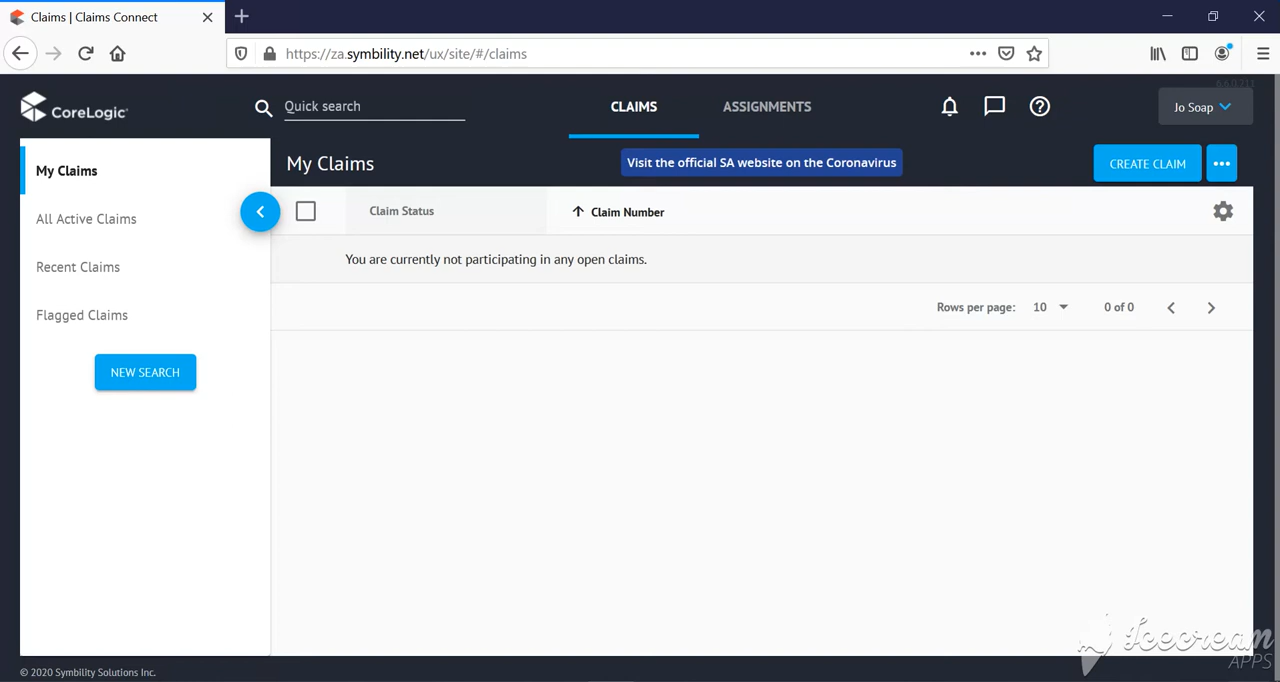 Claims | Claims Connect
https://za.symbility.net/ux/site/#/claims
CoreLogic
Quick search
CLAIMS
ASSIGNMENTS
Jo Soap
My Claims
All Active Claims
Recent Claims
Flagged Claims
NEW SEARCH
My Claims
Visit the official SA website on the Coronavirus
CREATE CLAIM
Claim Status
Claim Number
You are currently not participating in any open claims.
Rows per page: 10 0 of 0
© 2020 Symbility Solutions Inc.
Icecream
APPS